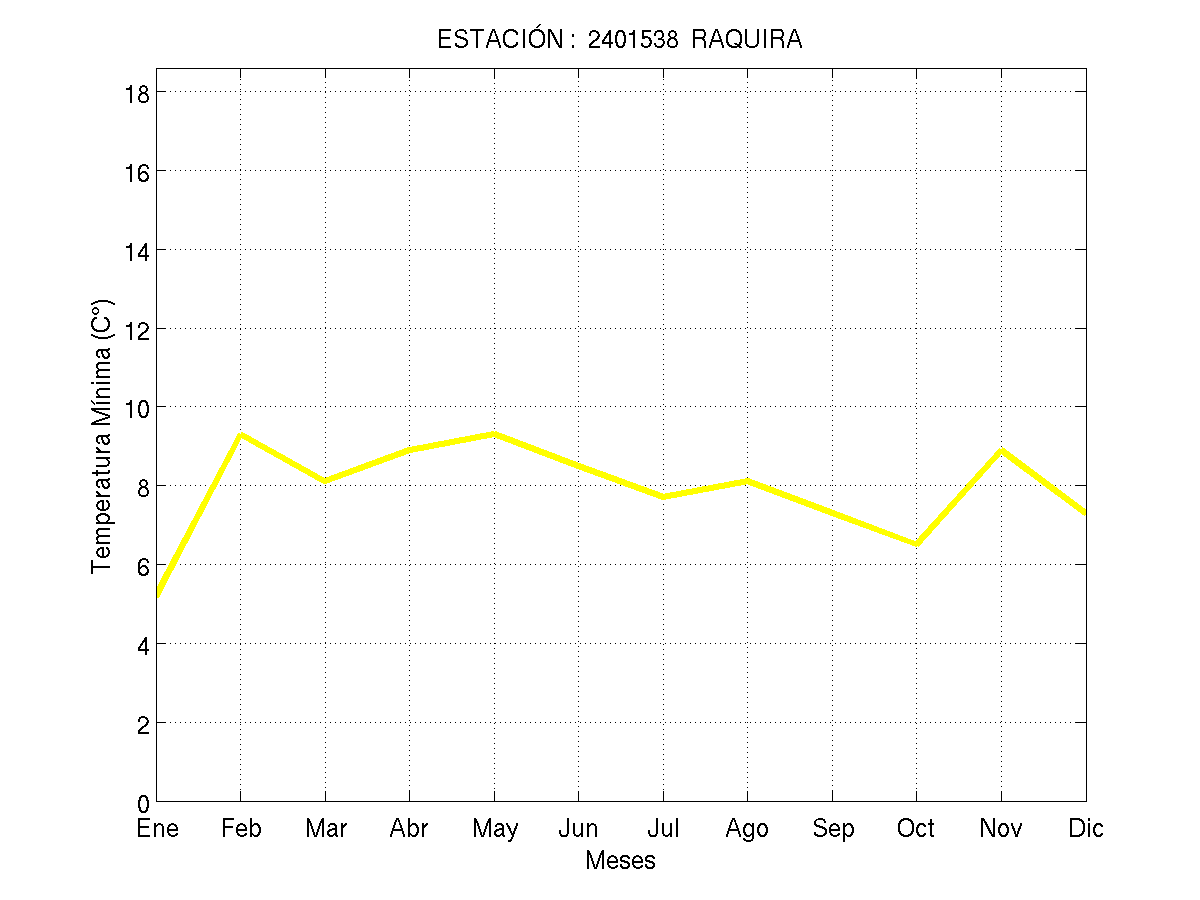 ESTACIÓN : 2401538 RAQUIRA
Temperatura Mínima (C°)
18
16
14
12
10
8
6
4
2
0
Ene Feb Mar Abr May Jun Jul Ago Sep Oct Nov Dic
Meses